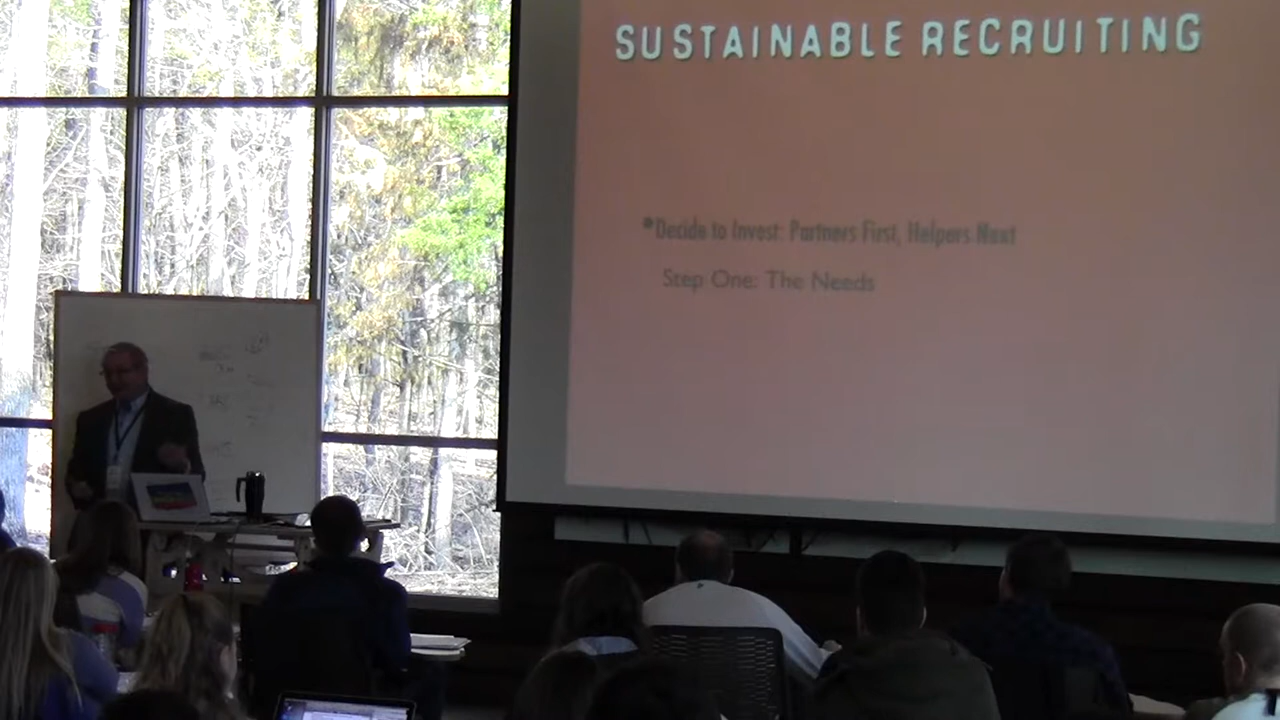 SUSTAINABLE RECRUITING
*Decide to Invest: Partners First, Helpers Next
Step One: The Needs